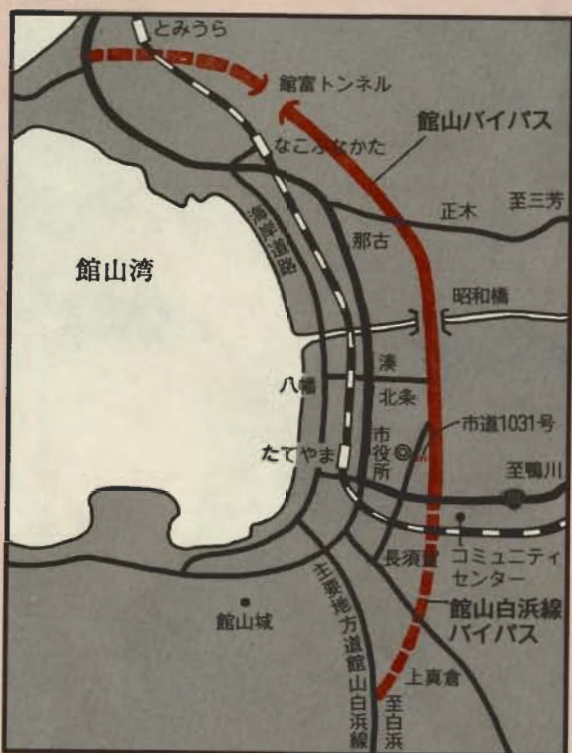 とみうら
館富トンネル
館山バイパス
なこふなかた
正木
至三芳
那古
海岸道路
館山湾
昭和橋
湊
八幡
北条
市道1031号
たてやま
市役所
至鴨川
長須賀
コミュニティ
センター
館山城
主要地方道館山白浜線
館山白浜線
バイパス
上真倉
至白浜